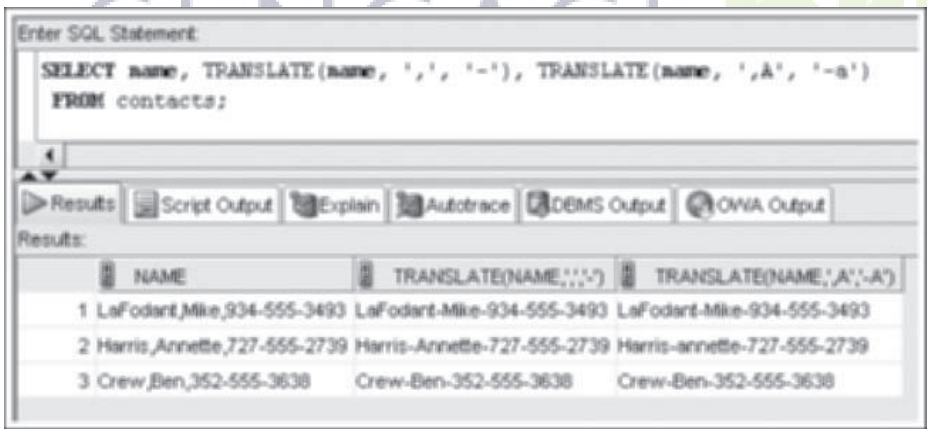 Enter SQL Statement:
SELECT name, TRANSLATE(name, ',', '-'), TRANSLATE(name, ',A', '-a')
FROM contacts;
Results Script Output Explain Autotrace DBMS Output OWA Output
Results:
NAME TRANSLATE(NAME,',','-') TRANSLATE(NAME,',A','-A')
1 LaFodant,Mike,934-555-3493 LaFodant-Mike-934-555-3493 LaFodant-Mike-934-555-3493
2 Harris,Annette,727-555-2739 Harris-Annette-727-555-2739 Harris-annette-727-555-2739
3 Crew,Ben,352-555-3638 Crew-Ben-352-555-3638 Crew-Ben-352-555-3638